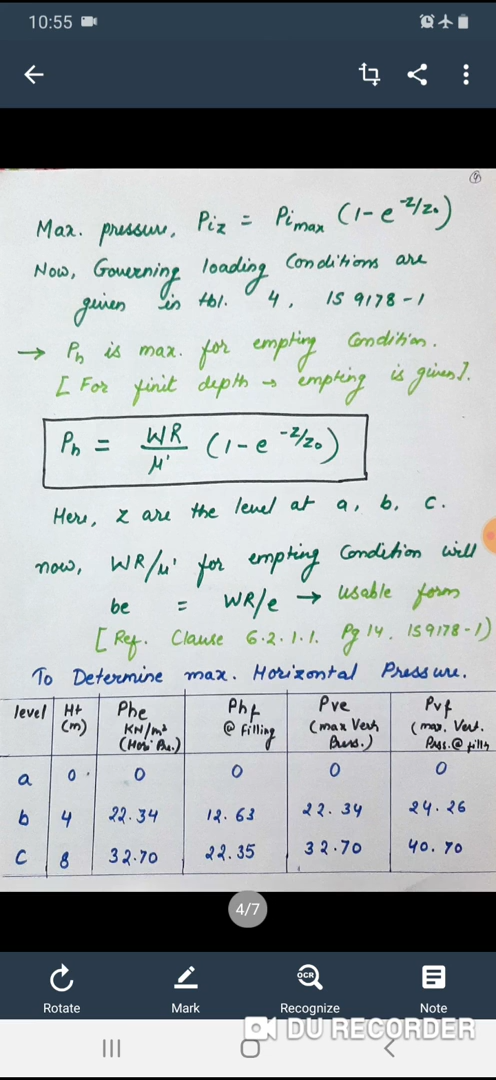 10:55
4
Max. pressure, Piz = Pimax (1-e^-z/z₀)
Now, Governing loading Conditions are
given in tbl. 4, IS 9178-1
→ Ph is max. for empting Condition.
[For finit depth → empting is given].
Ph = WR/μ' (1-e^-z/z₀)
Here, z are the level at a, b, c.
now, WR/μ' for empting Condition will
be = WR/e → usable form
[Ref. Clause 6.2.1.1. Pg 14. IS9178-1)
To Determine max. Horizontal Pressure.
level | Ht (m) | Phe KN/m² (Hori Pr.) | Phf @ filling | Pve (max Vert Press.) | Pvf (max. Vert. Pass.@ filling
a | 0. | 0 | 0 | 0 | 0
b | 4 | 22.34 | 12.63 | 22.34 | 24.26
c | 8 | 32.70 | 22.35 | 32.70 | 40.70
4/7
OCR
Rotate Mark Recognize Note
DU RECORDER